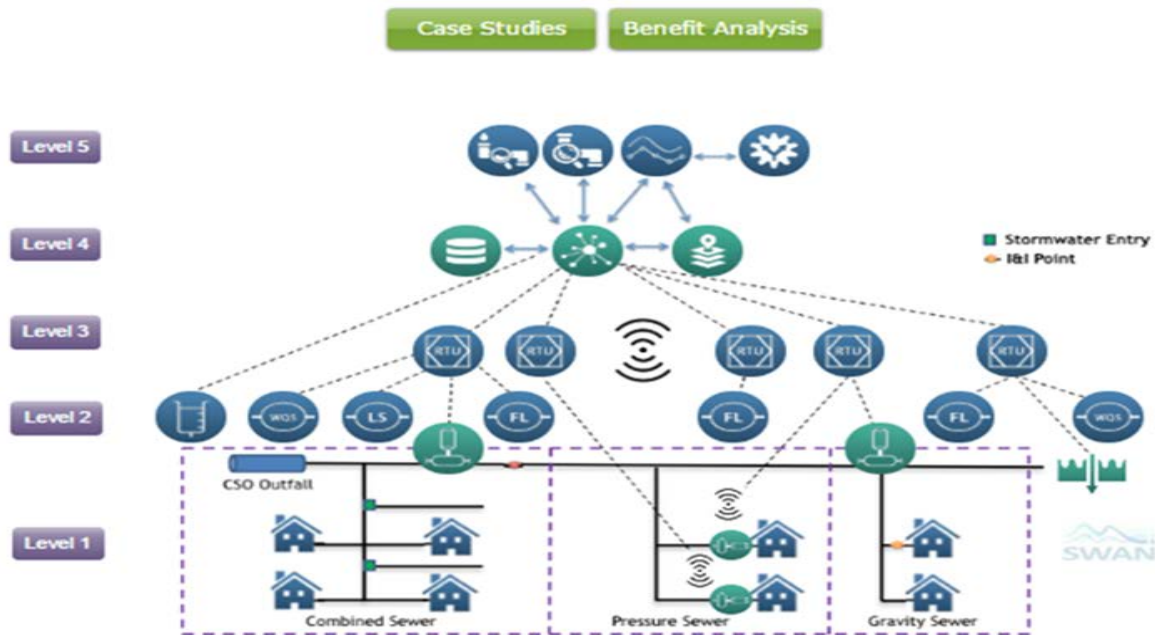 Case Studies Benefit Analysis
Level 5
Level 4
Stormwater Entry
I&I Point
Level 3
RTU RTU RTU RTU RTU
Level 2
WQS LS FL FL FL WQS
CSO Outfall
Level 1
SWAN
Combined Sewer Pressure Sewer Gravity Sewer